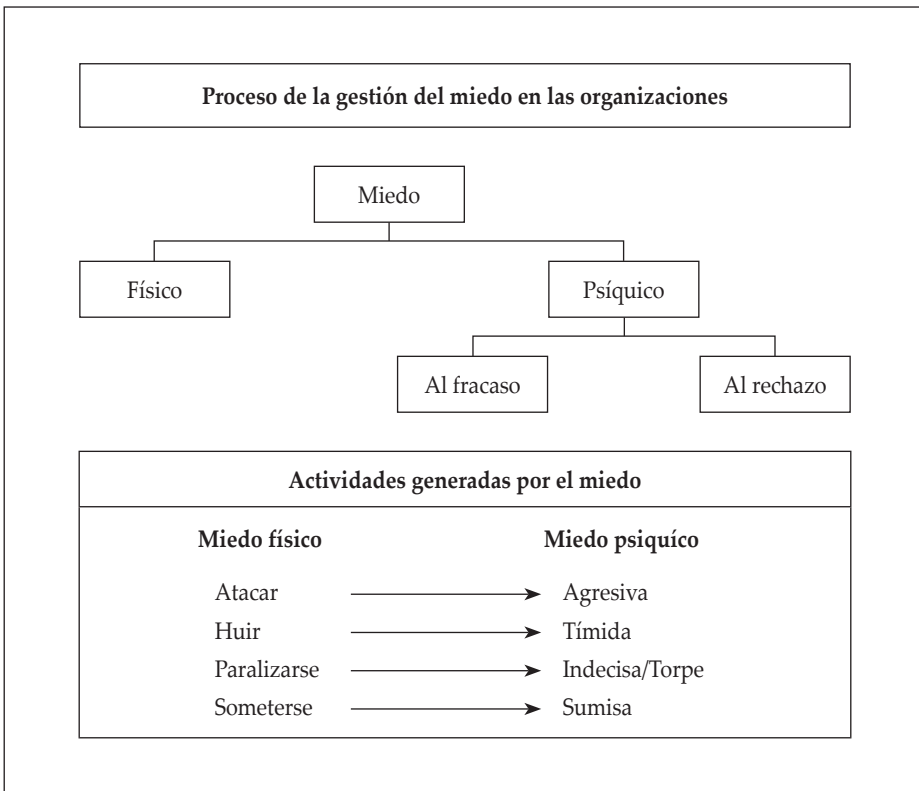 Proceso de la gestión del miedo en las organizaciones
Miedo
Físico
Psíquico
Al fracaso
Al rechazo
Actividades generadas por el miedo
Miedo físico
Miedo psiquíco
Atacar
Agresiva
Huir
Tímida
Paralizarse
Indecisa/Torpe
Someterse
Sumisa